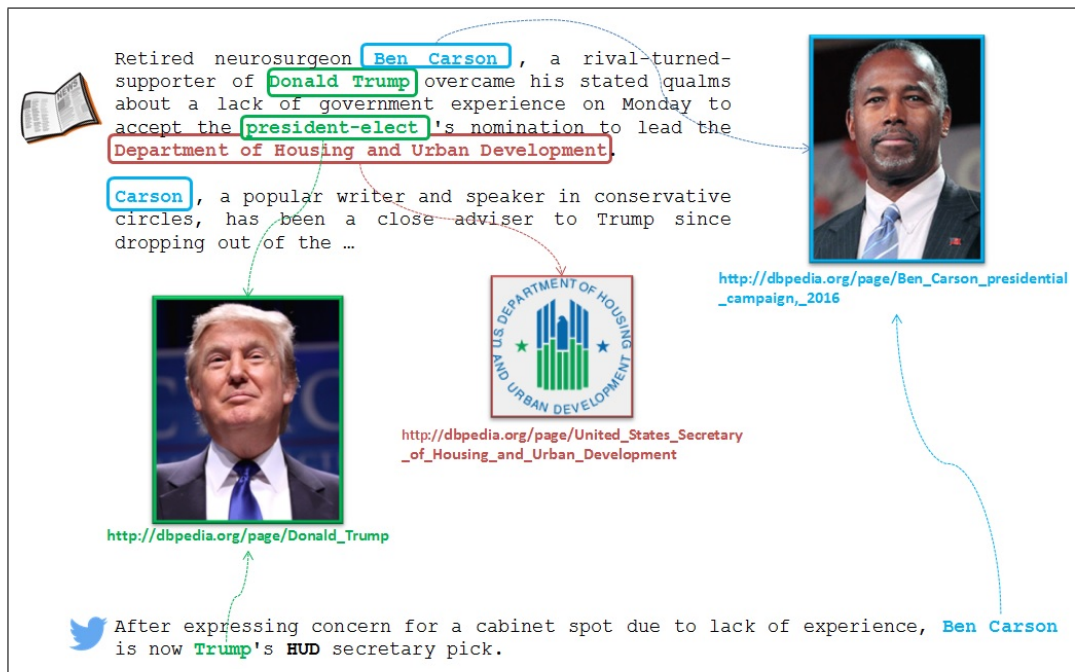 Retired neurosurgeon Ben Carson , a rival-turned-
supporter of Donald Trump overcame his stated qualms
about a lack of government experience on Monday to
accept the president-elect 's nomination to lead the
Department of Housing and Urban Development.
Carson , a popular writer and speaker in conservative
circles, has been a close adviser to Trump since
dropping out of the …
http://dbpedia.org/page/Ben_Carson_presidential
_campaign,_2016
U.S. DEPARTMENT OF HOUSING
AND URBAN DEVELOPMENT
http://dbpedia.org/page/United_States_Secretary
_of_Housing_and_Urban_Development
http://dbpedia.org/page/Donald_Trump
After expressing concern for a cabinet spot due to lack of experience, Ben Carson
is now Trump's HUD secretary pick.